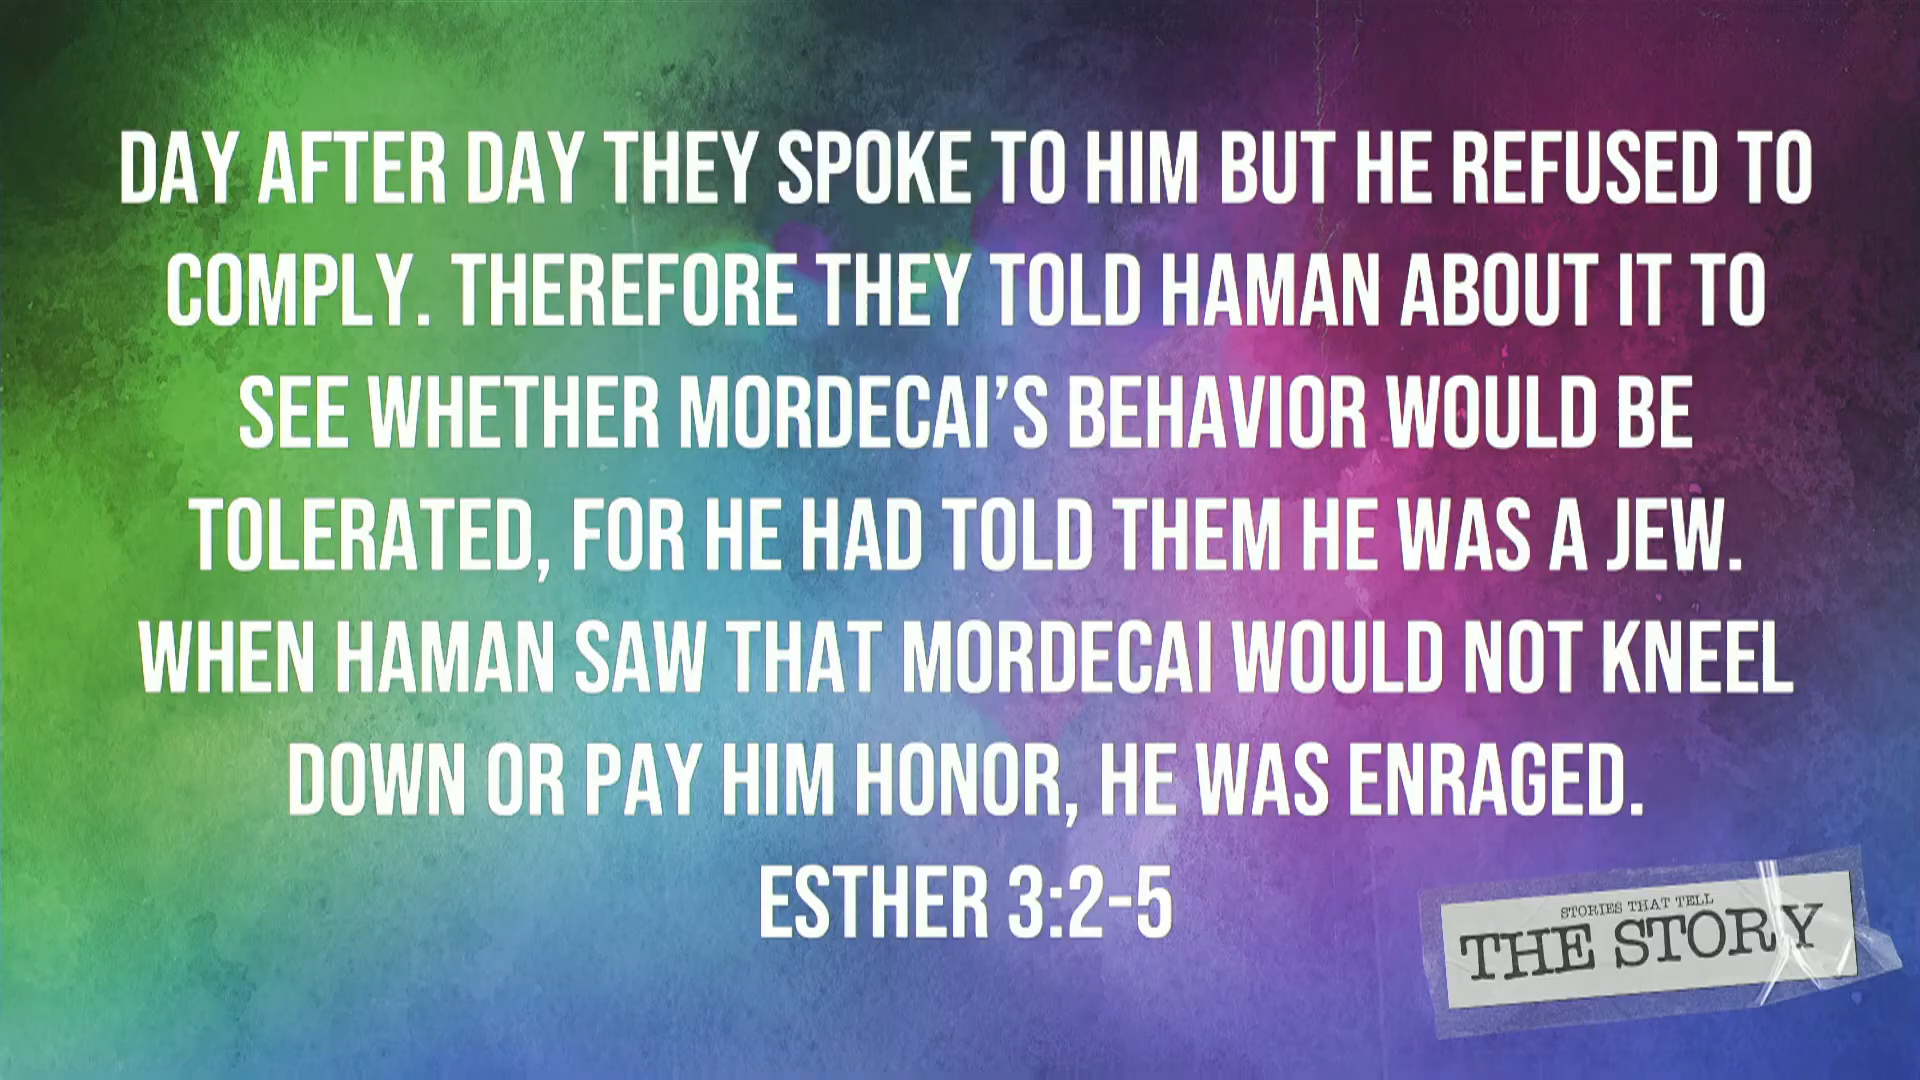 DAY AFTER DAY THEY SPOKE TO HIM BUT HE REFUSED TO
COMPLY. THEREFORE THEY TOLD HAMAN ABOUT IT TO
SEE WHETHER MORDECAI’S BEHAVIOR WOULD BE
TOLERATED, FOR HE HAD TOLD THEM HE WAS A JEW.
WHEN HAMAN SAW THAT MORDECAI WOULD NOT KNEEL
DOWN OR PAY HIM HONOR, HE WAS ENRAGED.
ESTHER 3:2-5
STORIES THAT TELL
THE STORY